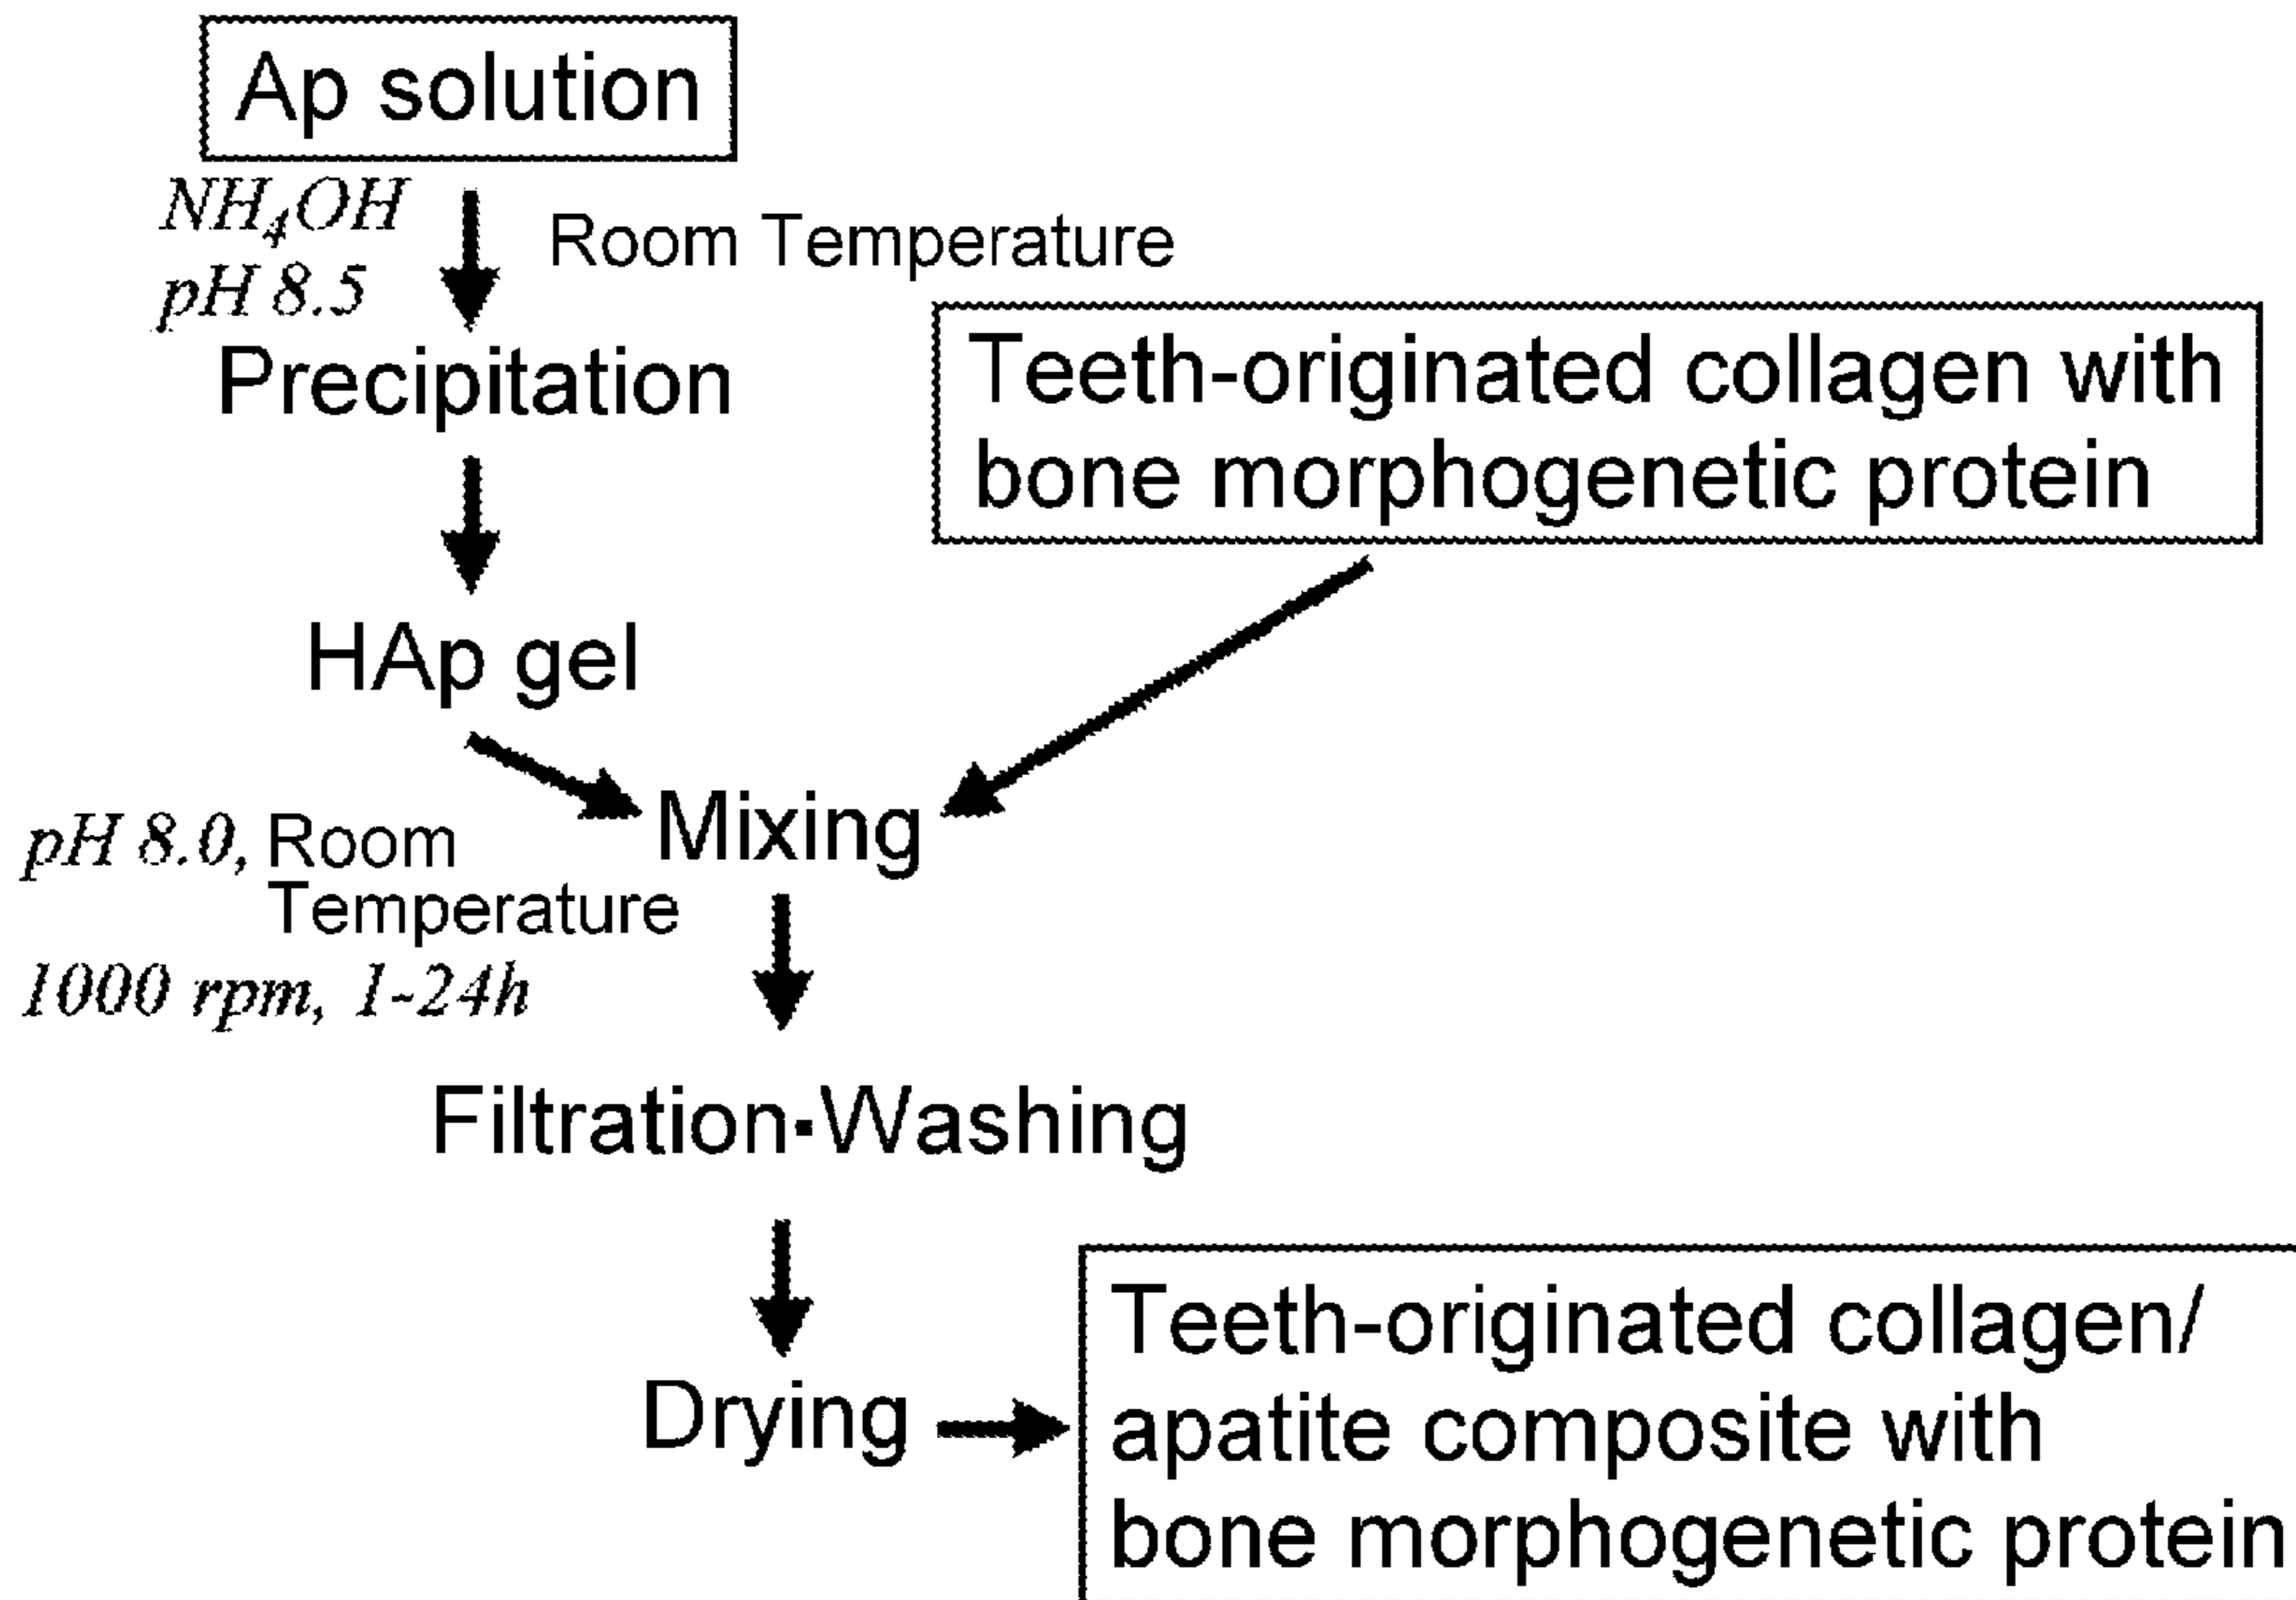 Ap solution
NH₄OH
pH 8.5
Room Temperature
Precipitation
Teeth-originated collagen with
bone morphogenetic protein
HAp gel
Mixing
pH 8.0, Room
Temperature
1000 rpm, 1~24h
Filtration·Washing
Drying
Teeth-originated collagen/
apatite composite with
bone morphogenetic protein